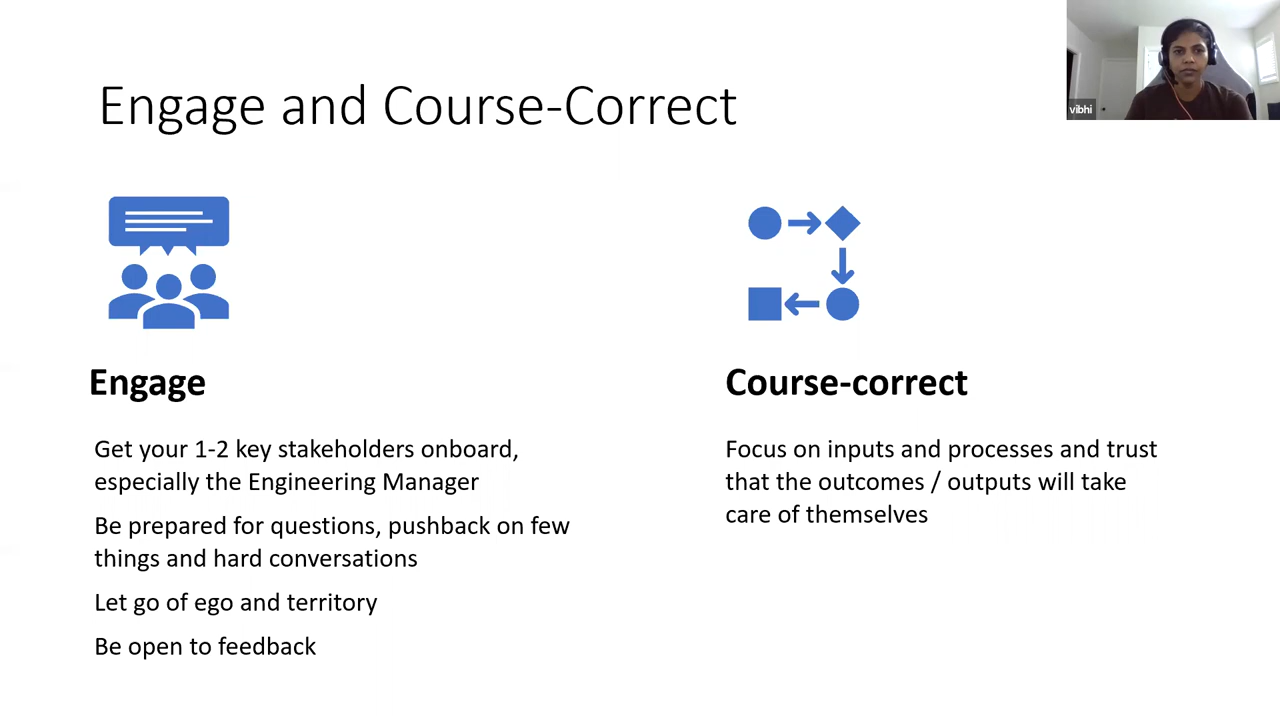 Engage and Course-Correct
vibhi
Engage
Get your 1-2 key stakeholders onboard,
especially the Engineering Manager
Be prepared for questions, pushback on few
things and hard conversations
Let go of ego and territory
Be open to feedback
Course-correct
Focus on inputs and processes and trust
that the outcomes / outputs will take
care of themselves